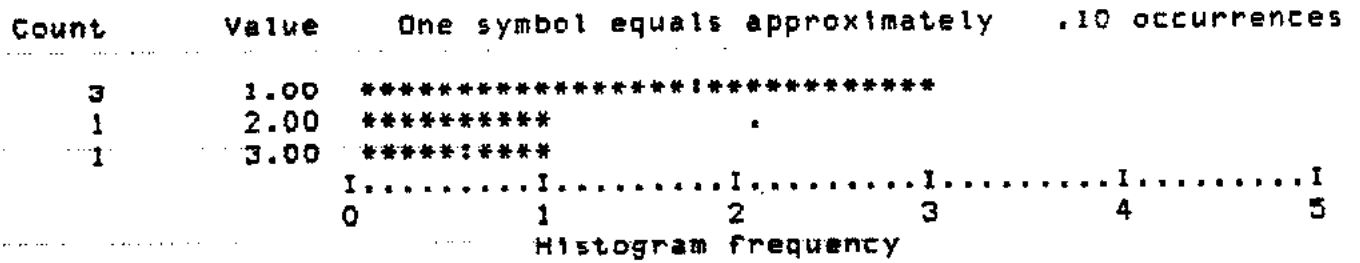 Count Value One symbol equals approximately .10 occurrences
3 1.00 *****************:************
1 2.00 ********** .
1 3.00 *****:****
I.........I.........I.........I.........I.........I
0 1 2 3 4 5
Histogram frequency